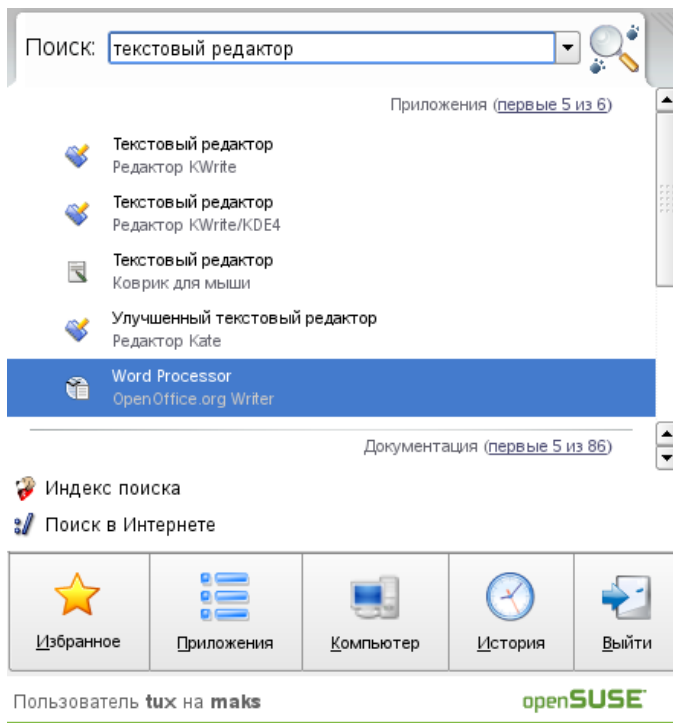 Поиск: текстовый редактор
Приложения (первые 5 из 6)
Текстовый редактор
Редактор KWrite
Текстовый редактор
Редактор KWrite/KDE4
Текстовый редактор
Коврик для мыши
Улучшенный текстовый редактор
Редактор Kate
Word Processor
OpenOffice.org Writer
Документация (первые 5 из 86)
Индекс поиска
Поиск в Интернете
Избранное Приложения Компьютер История Выйти
Пользователь tux на maks openSUSE